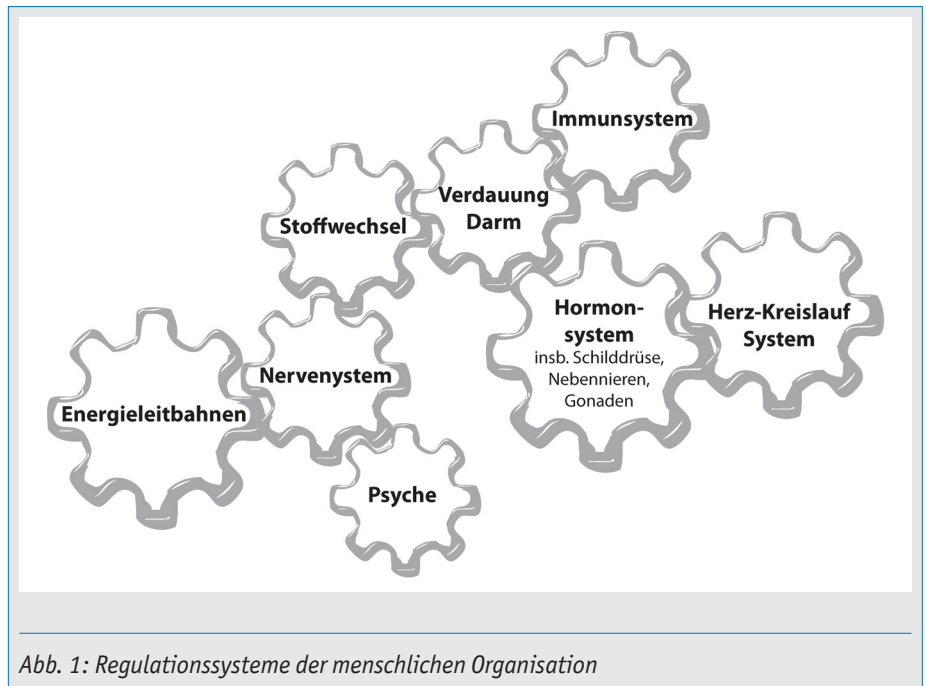 Immunsystem
Verdauung
Darm
Stoffwechsel
Hormon-
system
insb. Schilddrüse,
Nebennieren,
Gonaden
Herz-Kreislauf
System
Nervenystem
Energieleitbahnen
Psyche
Abb. 1: Regulationssysteme der menschlichen Organisation